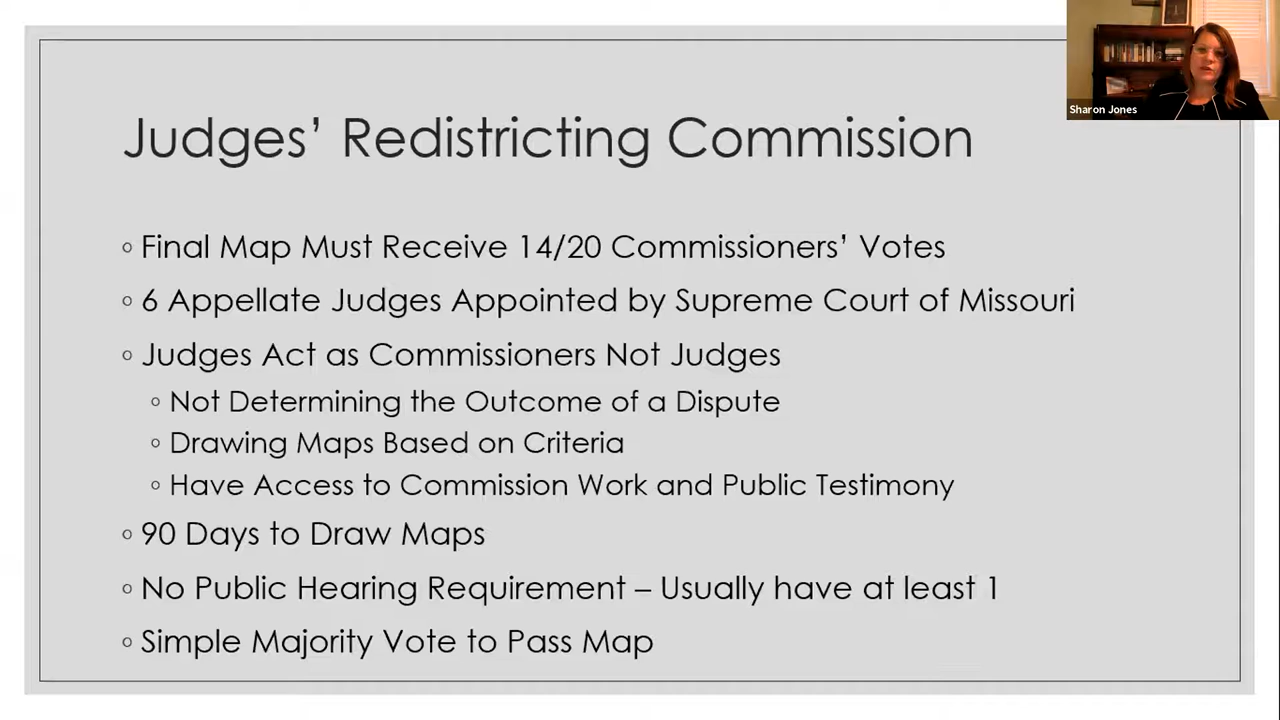 Sharon Jones
Judges’ Redistricting Commission
◦ Final Map Must Receive 14/20 Commissioners’ Votes
◦ 6 Appellate Judges Appointed by Supreme Court of Missouri
◦ Judges Act as Commissioners Not Judges
◦ Not Determining the Outcome of a Dispute
◦ Drawing Maps Based on Criteria
◦ Have Access to Commission Work and Public Testimony
◦ 90 Days to Draw Maps
◦ No Public Hearing Requirement – Usually have at least 1
◦ Simple Majority Vote to Pass Map